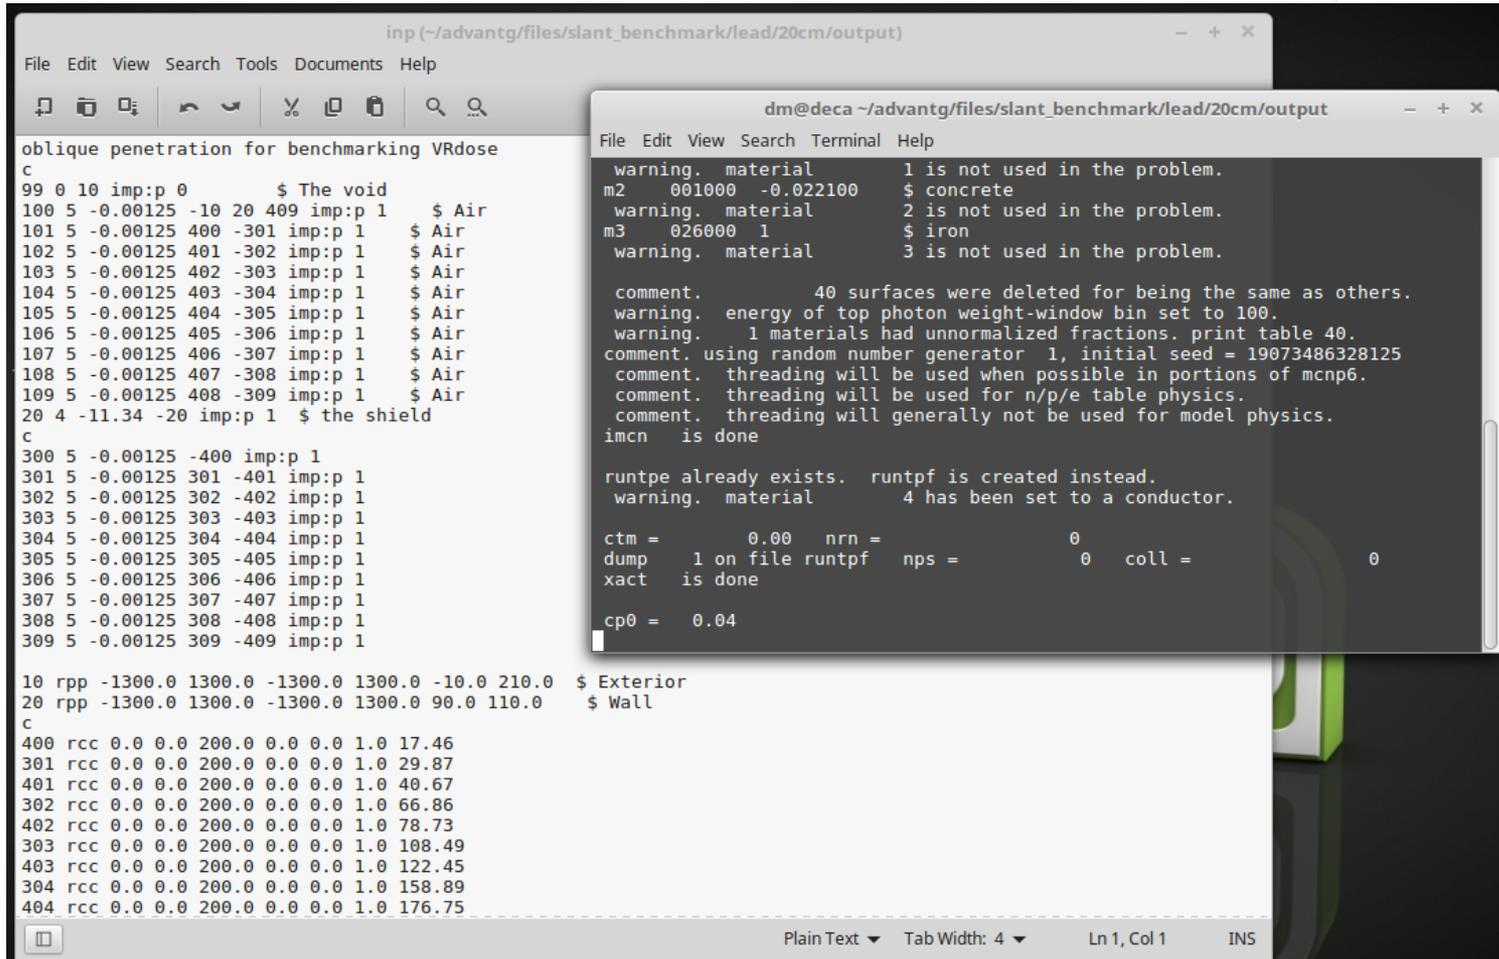 inp (~/advantg/files/slant_benchmark/lead/20cm/output)
File Edit View Search Tools Documents Help
oblique penetration for benchmarking VRdose
c
99 0 10 imp:p 0        $ The void
100 5 -0.00125 -10 20 409 imp:p 1    $ Air
101 5 -0.00125 400 -301 imp:p 1    $ Air
102 5 -0.00125 401 -302 imp:p 1    $ Air
103 5 -0.00125 402 -303 imp:p 1    $ Air
104 5 -0.00125 403 -304 imp:p 1    $ Air
105 5 -0.00125 404 -305 imp:p 1    $ Air
106 5 -0.00125 405 -306 imp:p 1    $ Air
107 5 -0.00125 406 -307 imp:p 1    $ Air
108 5 -0.00125 407 -308 imp:p 1    $ Air
109 5 -0.00125 408 -309 imp:p 1    $ Air
20 4 -11.34 -20 imp:p 1  $ the shield
c
300 5 -0.00125 -400 imp:p 1
301 5 -0.00125 301 -401 imp:p 1
302 5 -0.00125 302 -402 imp:p 1
303 5 -0.00125 303 -403 imp:p 1
304 5 -0.00125 304 -404 imp:p 1
305 5 -0.00125 305 -405 imp:p 1
306 5 -0.00125 306 -406 imp:p 1
307 5 -0.00125 307 -407 imp:p 1
308 5 -0.00125 308 -408 imp:p 1
309 5 -0.00125 309 -409 imp:p 1
10 rpp -1300.0 1300.0 -1300.0 1300.0 -10.0 210.0  $ Exterior
20 rpp -1300.0 1300.0 -1300.0 1300.0 90.0 110.0    $ Wall
c
400 rcc 0.0 0.0 200.0 0.0 0.0 1.0 17.46
301 rcc 0.0 0.0 200.0 0.0 0.0 1.0 29.87
401 rcc 0.0 0.0 200.0 0.0 0.0 1.0 40.67
302 rcc 0.0 0.0 200.0 0.0 0.0 1.0 66.86
402 rcc 0.0 0.0 200.0 0.0 0.0 1.0 78.73
303 rcc 0.0 0.0 200.0 0.0 0.0 1.0 108.49
403 rcc 0.0 0.0 200.0 0.0 0.0 1.0 122.45
304 rcc 0.0 0.0 200.0 0.0 0.0 1.0 158.89
404 rcc 0.0 0.0 200.0 0.0 0.0 1.0 176.75
Plain Text Tab Width: 4 Ln 1, Col 1 INS
dm@deca ~/advantg/files/slant_benchmark/lead/20cm/output
File Edit View Search Terminal Help
warning.  material        1 is not used in the problem.
m2    001000  -0.022100    $ concrete
warning.  material        2 is not used in the problem.
m3    026000  1            $ iron
warning.  material        3 is not used in the problem.
comment.          40 surfaces were deleted for being the same as others.
warning.  energy of top photon weight-window bin set to 100.
warning.    1 materials had unnormalized fractions. print table 40.
comment. using random number generator  1, initial seed = 19073486328125
comment.  threading will be used when possible in portions of mcnp6.
comment.  threading will be used for n/p/e table physics.
comment.  threading will generally not be used for model physics.
imcn   is done
runtpe already exists.  runtpf is created instead.
warning.  material        4 has been set to a conductor.
ctm =        0.00   nrn =                 0
dump    1 on file runtpf   nps =           0   coll =                0
xact   is done
cp0 =   0.04